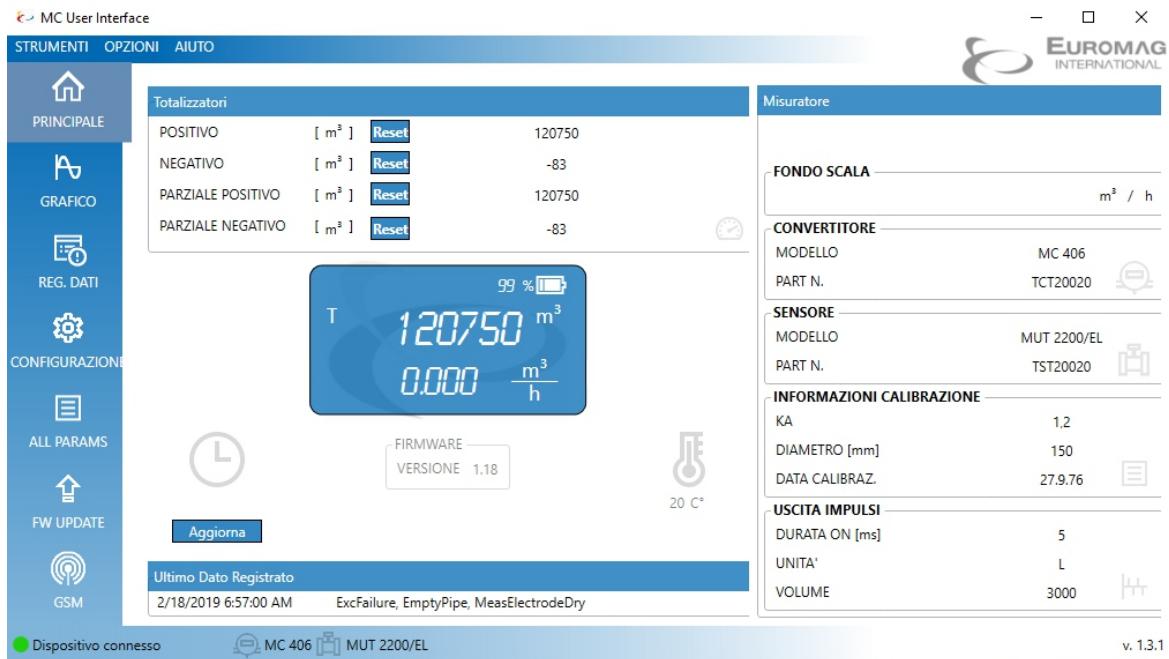 MC User Interface
STRUMENTI OPZIONI AIUTO
EUROMAG
INTERNATIONAL
PRINCIPALE
GRAFICO
REG. DATI
CONFIGURAZIONE
ALL PARAMS
FW UPDATE
GSM
Totalizzatori
POSITIVO [ m³ ] Reset 120750
NEGATIVO [ m³ ] Reset -83
PARZIALE POSITIVO [ m³ ] Reset 120750
PARZIALE NEGATIVO [ m³ ] Reset -83
99 %
T 120750 m³
0.000 m³/h
FIRMWARE
VERSIONE 1.18
20 C°
Aggiorna
Ultimo Dato Registrato
2/18/2019 6:57:00 AM ExcFailure, EmptyPipe, MeasElectrodeDry
Misuratore
FONDO SCALA
m³ / h
CONVERTITORE
MODELLO MC 406
PART N. TCT20020
SENSORE
MODELLO MUT 2200/EL
PART N. TST20020
INFORMAZIONI CALIBRAZIONE
KA 1,2
DIAMETRO [mm] 150
DATA CALIBRAZ. 27.9.76
USCITA IMPULSI
DURATA ON [ms] 5
UNITA' L
VOLUME 3000
Dispositivo connesso MC 406 MUT 2200/EL v. 1.3.1